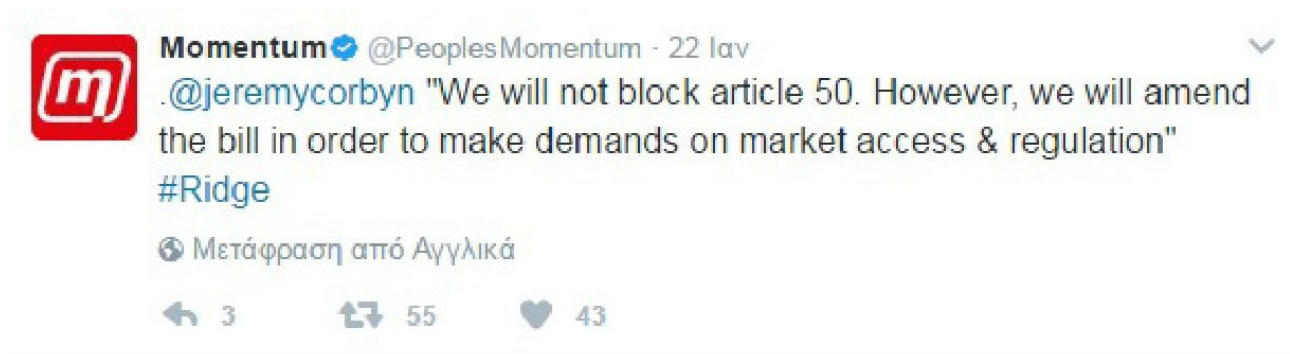 Momentum @PeoplesMomentum · 22 Ιαν
.@jeremycorbyn "We will not block article 50. However, we will amend
the bill in order to make demands on market access & regulation"
#Ridge
Μετάφραση από Αγγλικά
3 55 43